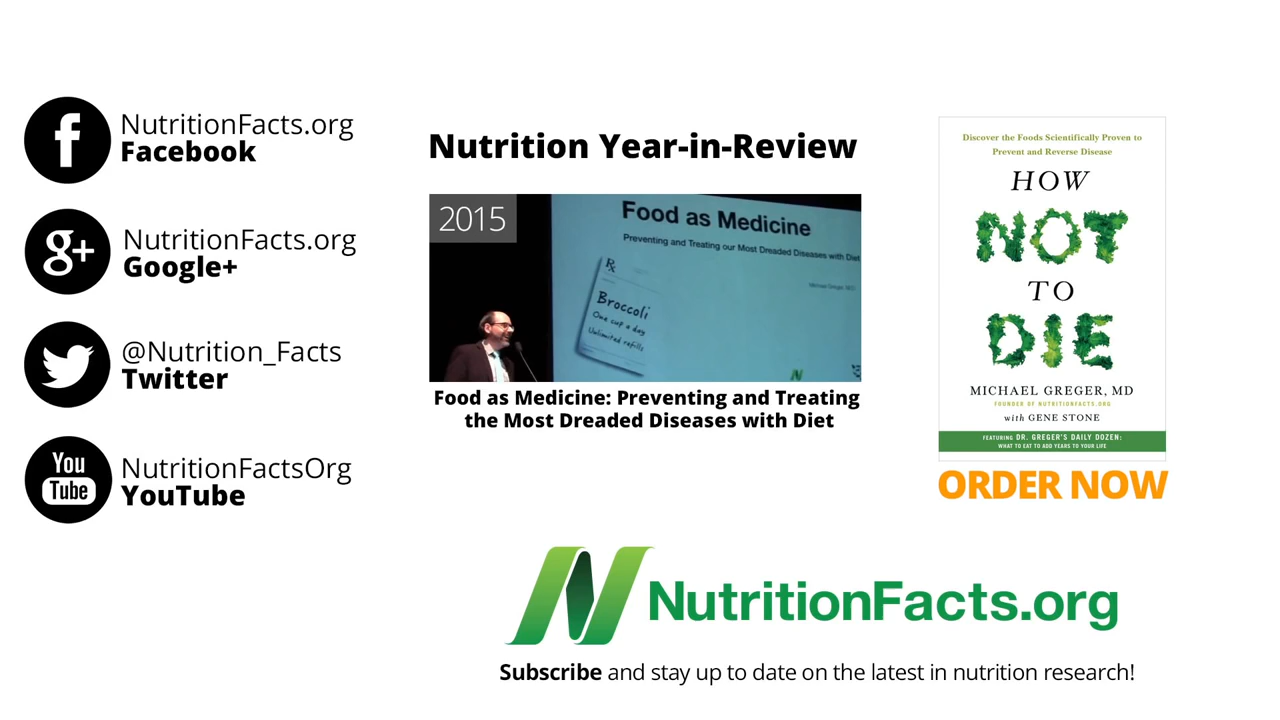 NutritionFacts.org
Facebook
NutritionFacts.org
Google+
@Nutrition_Facts
Twitter
You
Tube
NutritionFactsOrg
YouTube
Nutrition Year-in-Review
2015
Food as Medicine
Preventing and Treating our Most Dreaded Diseases with Diet
Michael Greger, M.D.
Rx
Broccoli
One cup a day
Unlimited refills
Food as Medicine: Preventing and Treating
the Most Dreaded Diseases with Diet
Discover the Foods Scientifically Proven to
Prevent and Reverse Disease
HOW
NOT
TO
DIE
MICHAEL GREGER, MD
FOUNDER OF NUTRITIONFACTS.ORG
with GENE STONE
FEATURING DR. GREGER'S DAILY DOZEN:
WHAT TO EAT TO ADD YEARS TO YOUR LIFE
ORDER NOW
NutritionFacts.org
Subscribe and stay up to date on the latest in nutrition research!